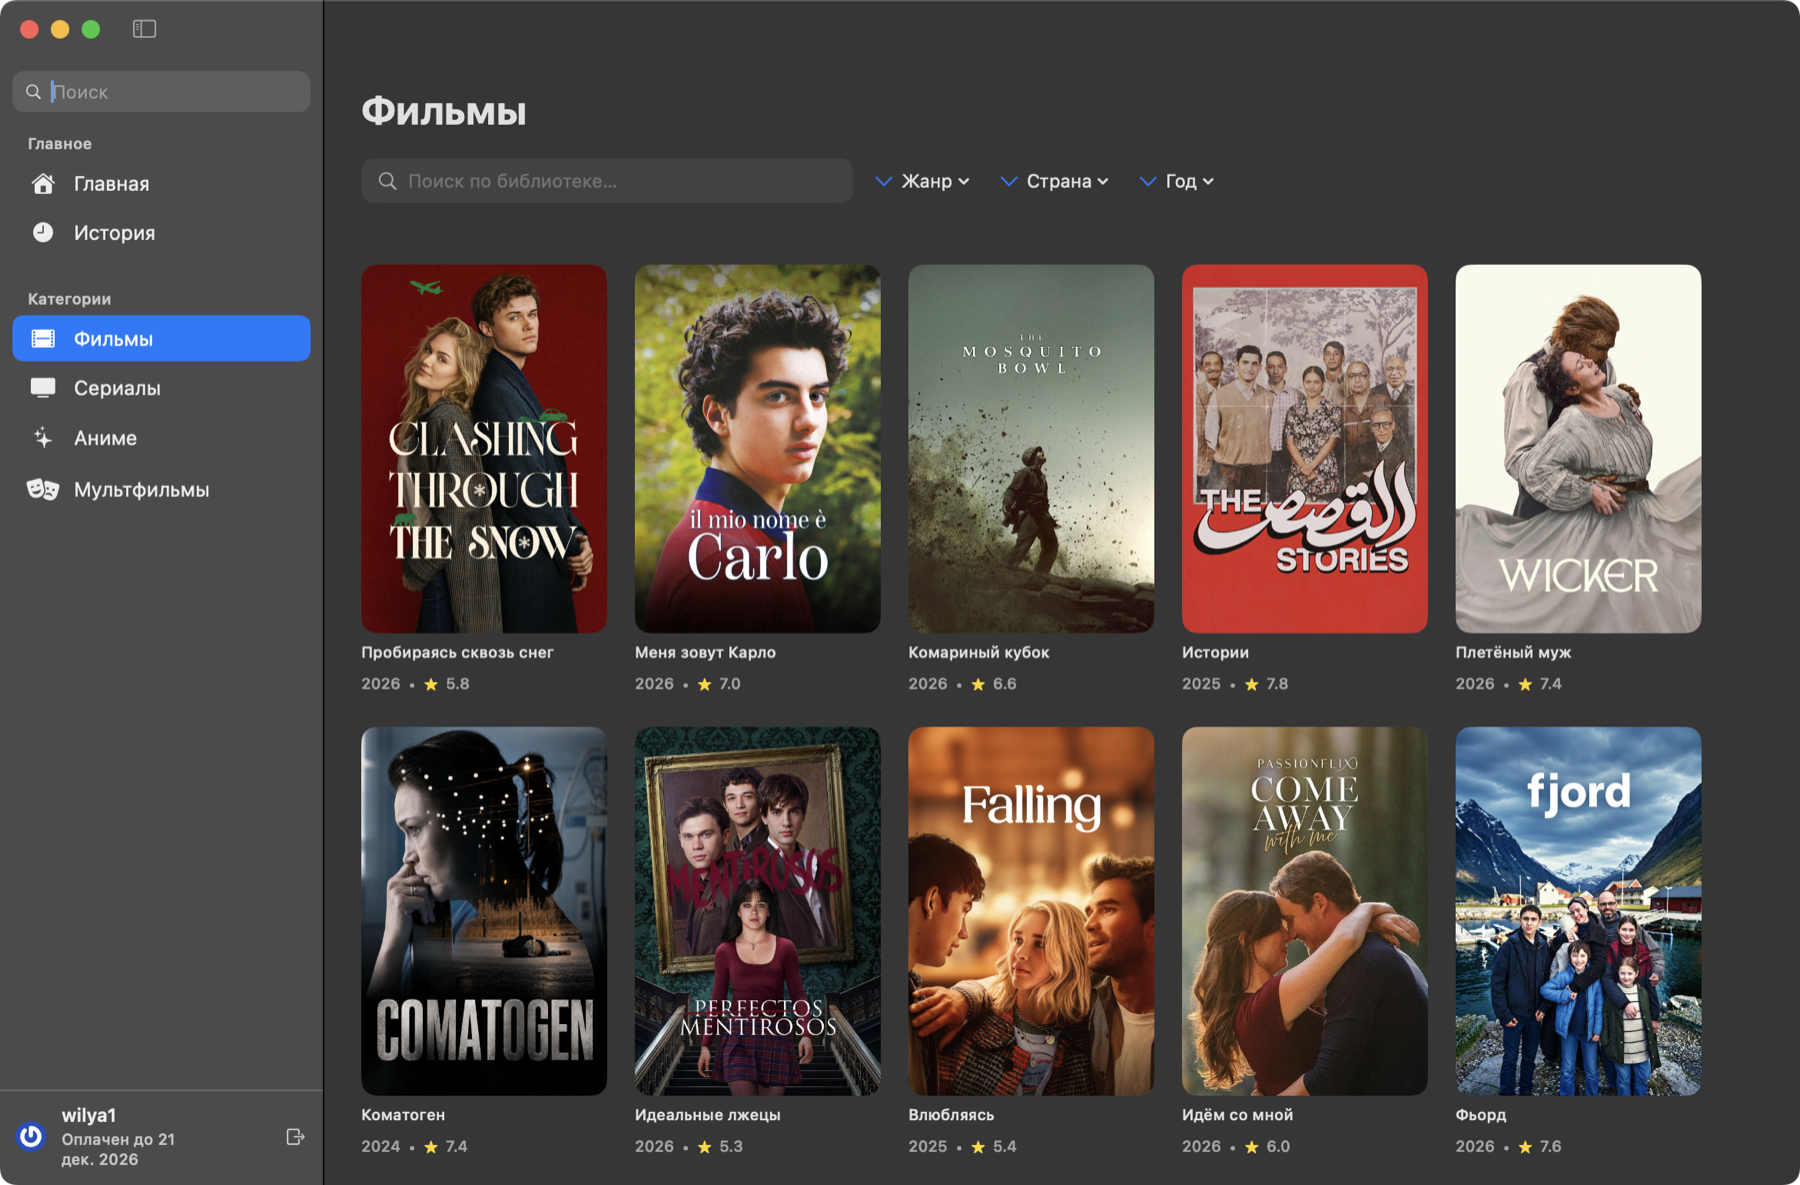 Поиск
Главное
Главная
История
Категории
Фильмы
Сериалы
Аниме
Мультфильмы
wilya1
Оплачен до 21
дек. 2026
Фильмы
Поиск по библиотеке...
Жанр
Страна
Год
CLASHING
THROUGH
THE SNOW
Пробираясь сквозь снег
2026 • ★ 5.8
il mio nome è
Carlo
Меня зовут Карло
2026 • ★ 7.0
THE
MOSQUITO
BOWL
Комариный кубок
2026 • ★ 6.6
THE القصص
STORIES
Истории
2025 • ★ 7.8
WICKER
Плетёный муж
2026 • ★ 7.4
COMATOGEN
Коматоген
2024 • ★ 7.4
MENTIROSOS
PERFECTOS
MENTIROSOS
Идеальные лжецы
2026 • ★ 5.3
Falling
Влюбляясь
2025 • ★ 5.4
PASSIONFLIX
COME
AWAY
with me
Идём со мной
2026 • ★ 6.0
fjord
Фьорд
2026 • ★ 7.6